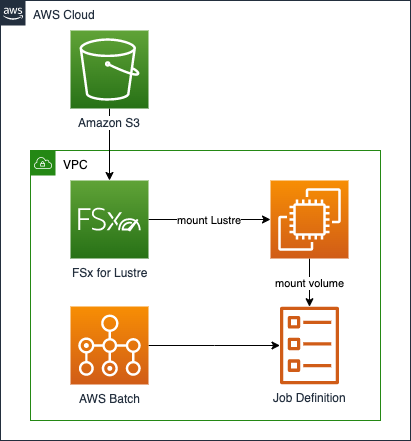 aws
AWS Cloud
Amazon S3
VPC
FSx
mount Lustre
FSx for Lustre
mount volume
AWS Batch
Job Definition